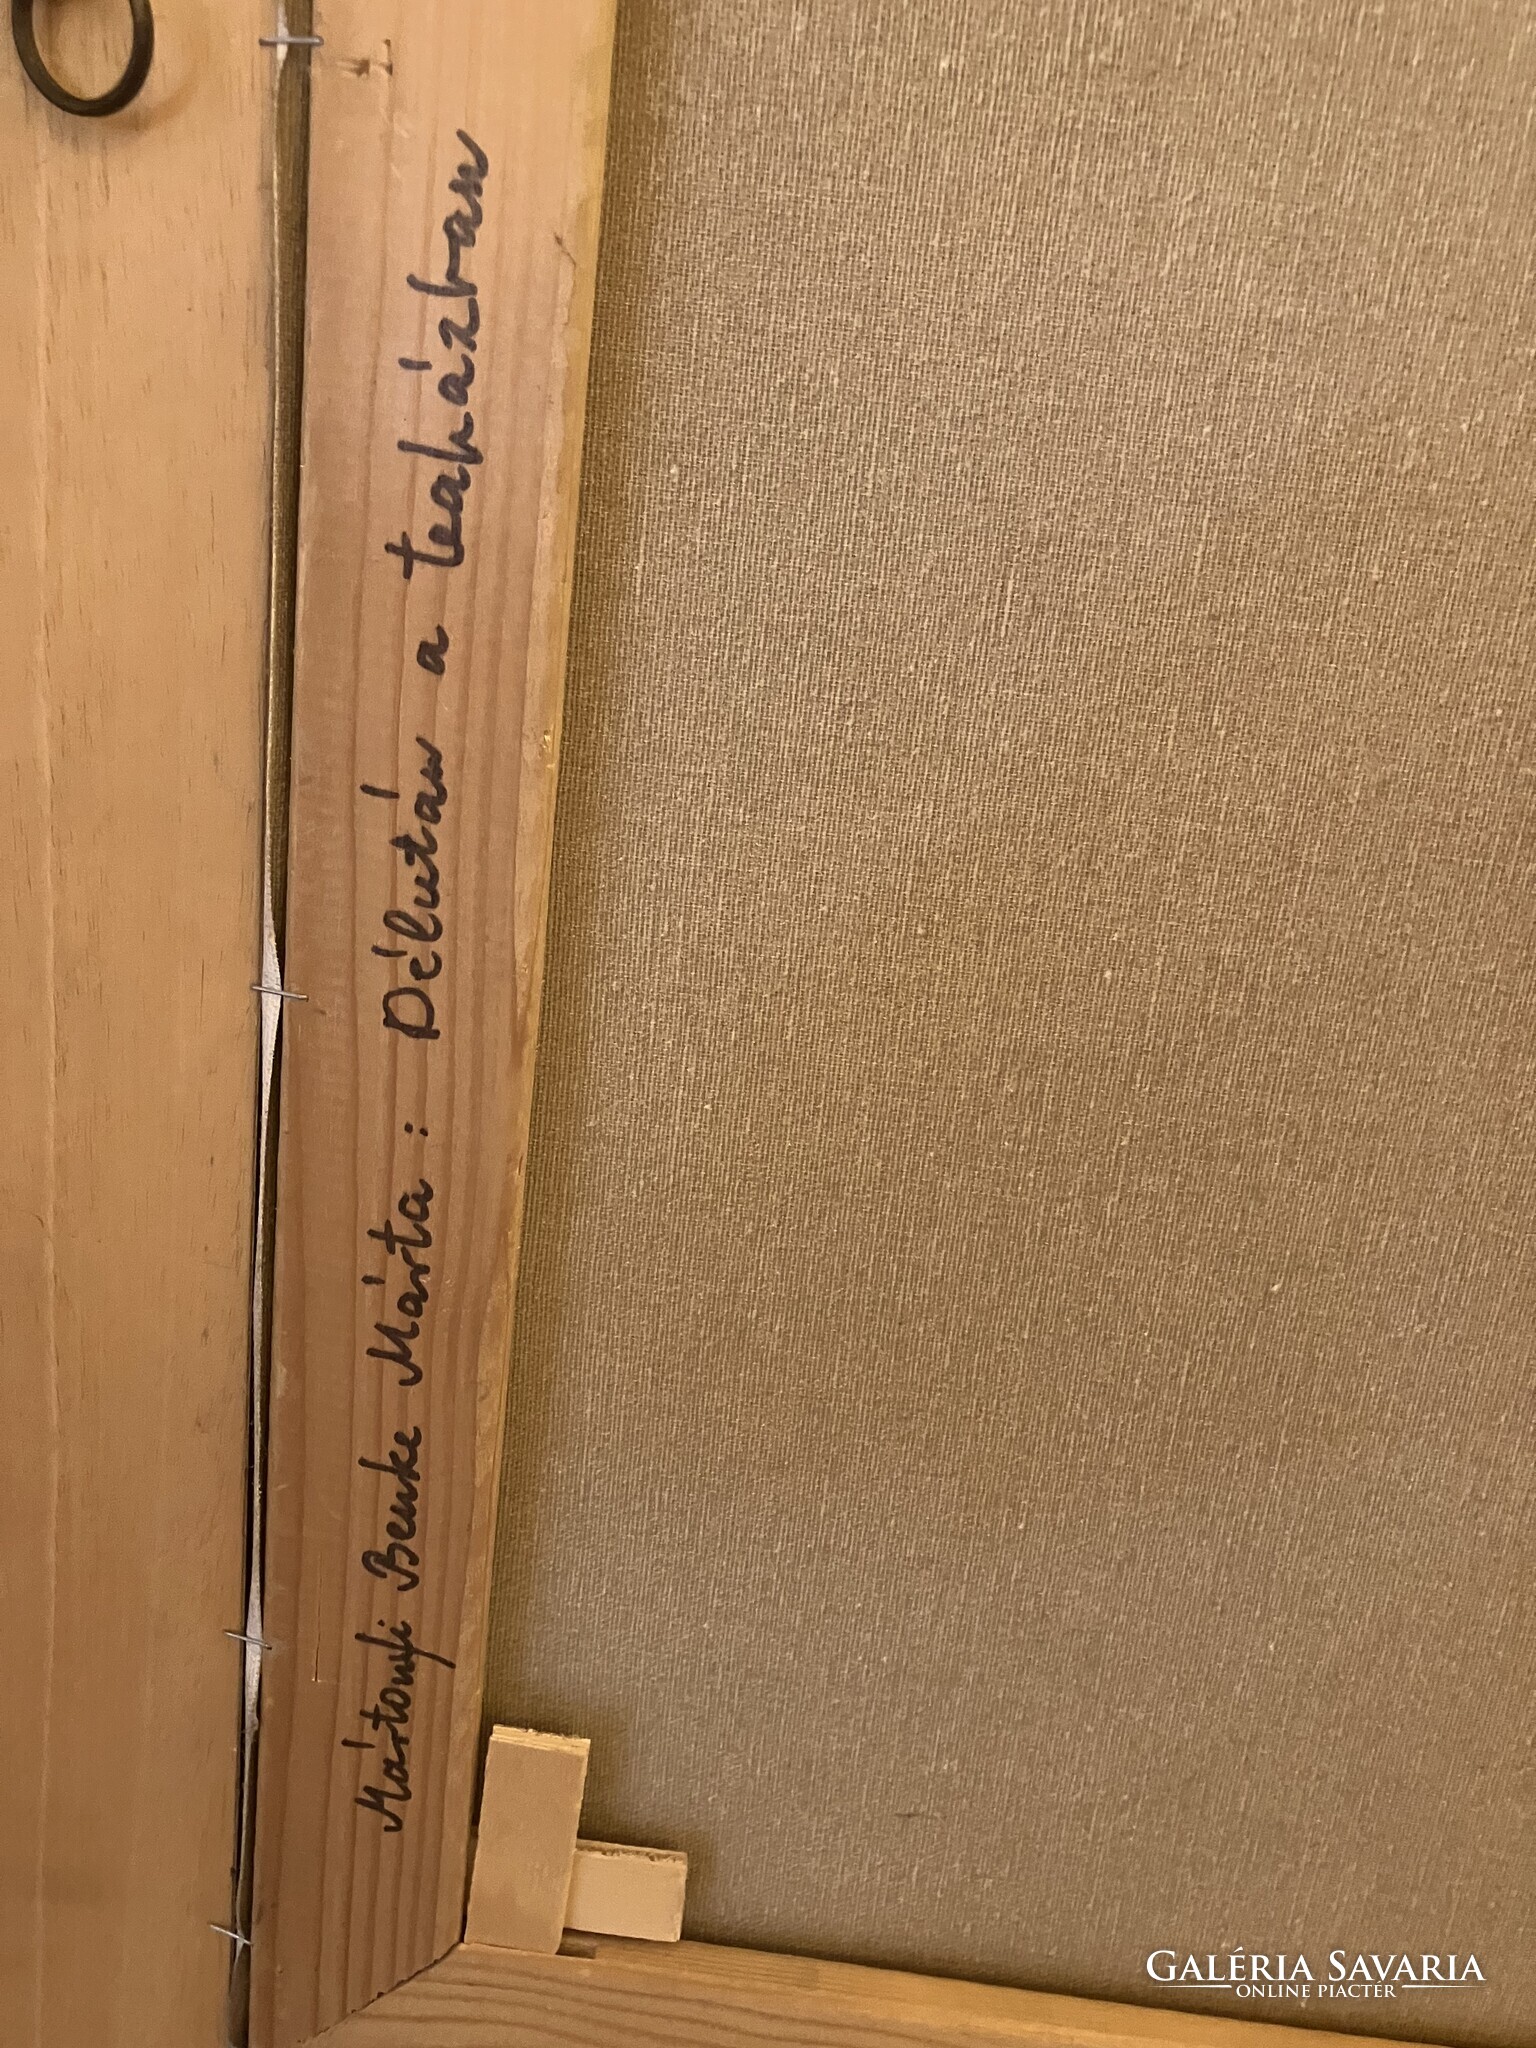 Mártonfi Benke Márta : Délután a teaházban
GALÉRIA SAVARIA
ONLINE PIACTÉR